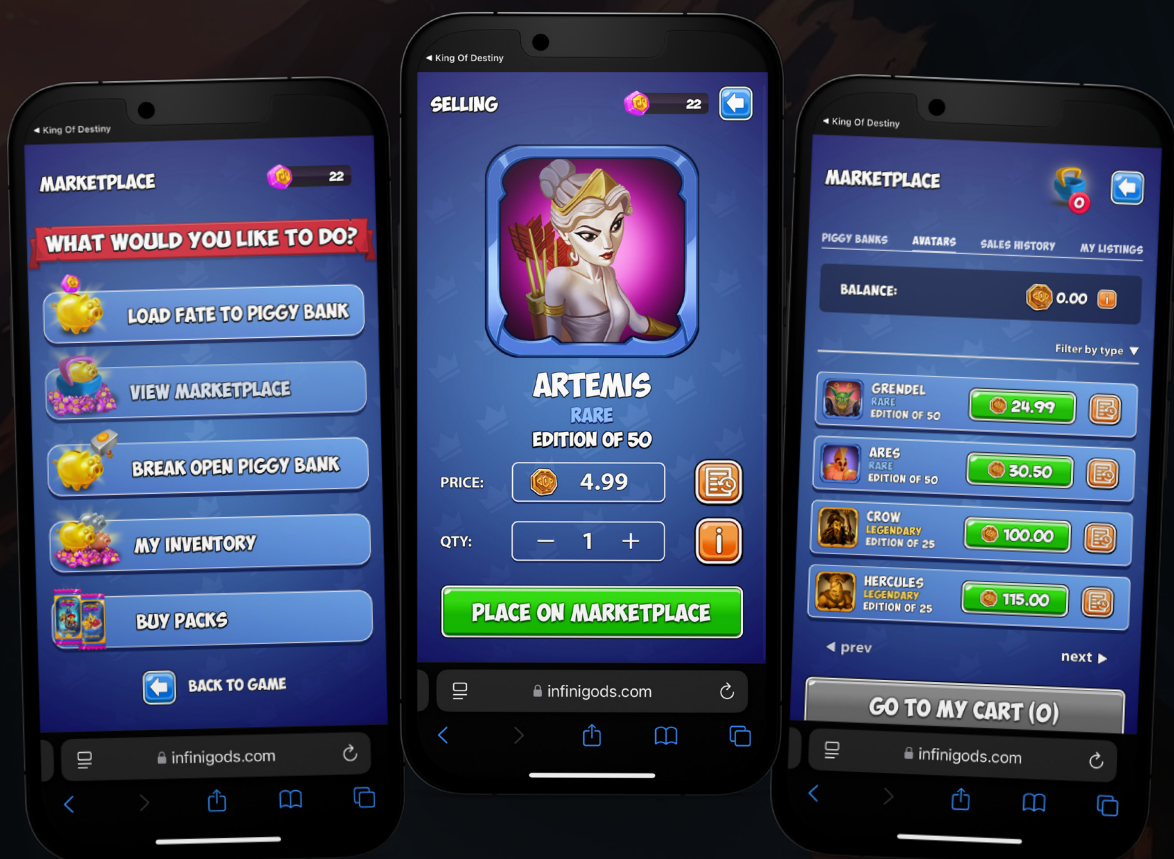 ◀ King Of Destiny
MARKETPLACE
22
WHAT WOULD YOU LIKE TO DO?
LOAD FATE TO PIGGY BANK
VIEW MARKETPLACE
BREAK OPEN PIGGY BANK
MY INVENTORY
BUY PACKS
BACK TO GAME
infinigods.com
◀ King Of Destiny
SELLING
22
ARTEMIS
RARE
EDITION OF 50
PRICE: 4.99
QTY: − 1 +
PLACE ON MARKETPLACE
infinigods.com
◀ King Of Destiny
MARKETPLACE
0
PIGGY BANKS AVATARS SALES HISTORY MY LISTINGS
BALANCE: 0.00
Filter by type ▼
GRENDEL
RARE
EDITION OF 50
24.99
ARES
RARE
EDITION OF 50
30.50
CROW
LEGENDARY
EDITION OF 25
100.00
HERCULES
LEGENDARY
EDITION OF 25
115.00
◀ prev
next ▶
GO TO MY CART (0)
infinigods.com